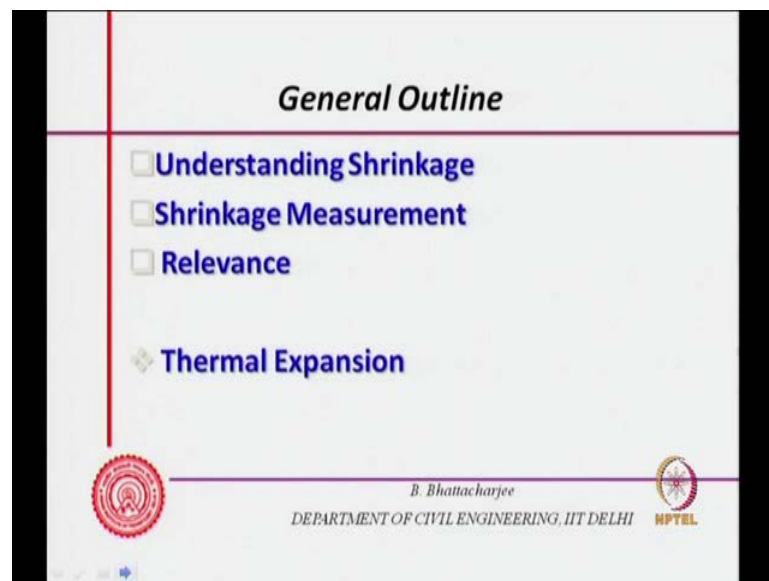 General Outline
Understanding Shrinkage
Shrinkage Measurement
Relevance
Thermal Expansion
B. Bhattacharjee
DEPARTMENT OF CIVIL ENGINEERING, IIT DELHI
NPTEL